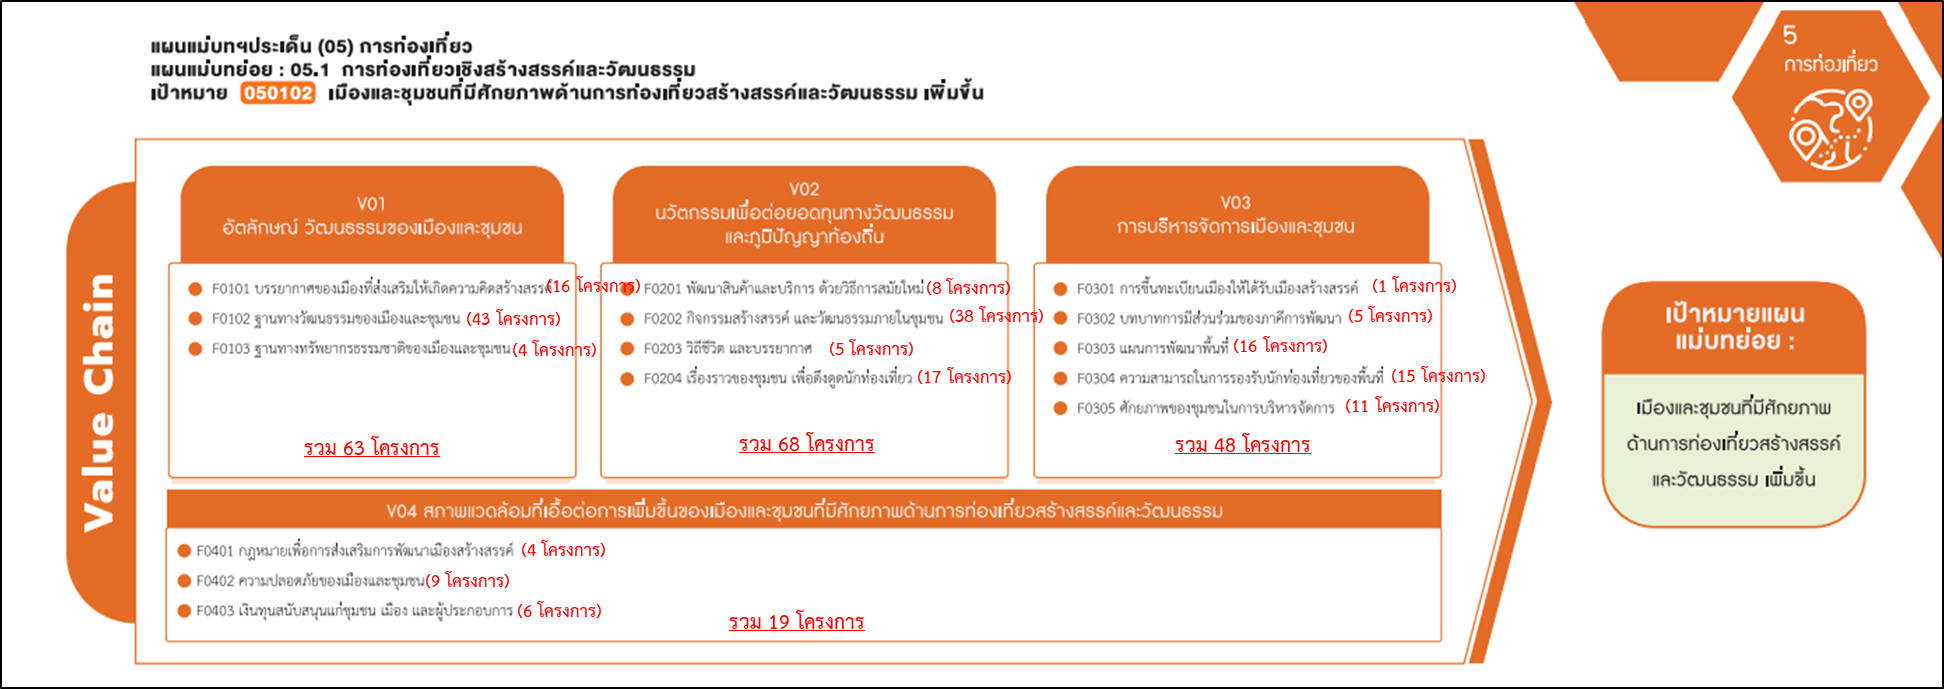 แผนแม่บทฯประเด็น (05) การท่องเที่ยว
แผนแม่บทย่อย : 05.1 การท่องเที่ยวเชิงสร้างสรรค์และวัฒนธรรม
เป้าหมาย 050102 เมืองและชุมชนที่มีศักยภาพด้านการท่องเที่ยวสร้างสรรค์และวัฒนธรรม เพิ่มขึ้น
5
การท่องเที่ยว
Value Chain
V01
อัตลักษณ์ วัฒนธรรมของเมืองและชุมชน
F0101 บรรยากาศของเมืองที่ส่งเสริมให้เกิดความคิดสร้างสรรค์ (16 โครงการ)
F0102 ฐานทางวัฒนธรรมของเมืองและชุมชน (43 โครงการ)
F0103 ฐานทางทรัพยากรธรรมชาติของเมืองและชุมชน (4 โครงการ)
รวม 63 โครงการ
V02
นวัตกรรมเพื่อต่อยอดทุนทางวัฒนธรรม
และภูมิปัญญาท้องถิ่น
F0201 พัฒนาสินค้าและบริการ ด้วยวิธีการสมัยใหม่ (8 โครงการ)
F0202 กิจกรรมสร้างสรรค์ และวัฒนธรรมภายในชุมชน (38 โครงการ)
F0203 วิถีชีวิต และบรรยากาศ (5 โครงการ)
F0204 เรื่องราวของชุมชน เพื่อดึงดูดนักท่องเที่ยว (17 โครงการ)
รวม 68 โครงการ
V03
การบริหารจัดการเมืองและชุมชน
F0301 การขึ้นทะเบียนเมืองให้ได้รับเมืองสร้างสรรค์ (1 โครงการ)
F0302 บทบาทการมีส่วนร่วมของภาคีการพัฒนา (5 โครงการ)
F0303 แผนการพัฒนาพื้นที่ (16 โครงการ)
F0304 ความสามารถในการรองรับนักท่องเที่ยวของพื้นที่ (15 โครงการ)
F0305 ศักยภาพของชุมชนในการบริหารจัดการ (11 โครงการ)
รวม 48 โครงการ
V04 สภาพแวดล้อมที่เอื้อต่อการเพิ่มขึ้นของเมืองและชุมชนที่มีศักยภาพด้านการท่องเที่ยวสร้างสรรค์และวัฒนธรรม
F0401 กฎหมายเพื่อการส่งเสริมการพัฒนาเมืองสร้างสรรค์ (4 โครงการ)
F0402 ความปลอดภัยของเมืองและชุมชน (9 โครงการ)
F0403 เงินทุนสนับสนุนแก่ชุมชน เมือง และผู้ประกอบการ (6 โครงการ)
รวม 19 โครงการ
เป้าหมายแผน
แม่บทย่อย :
เมืองและชุมชนที่มีศักยภาพ
ด้านการท่องเที่ยวสร้างสรรค์
และวัฒนธรรม เพิ่มขึ้น